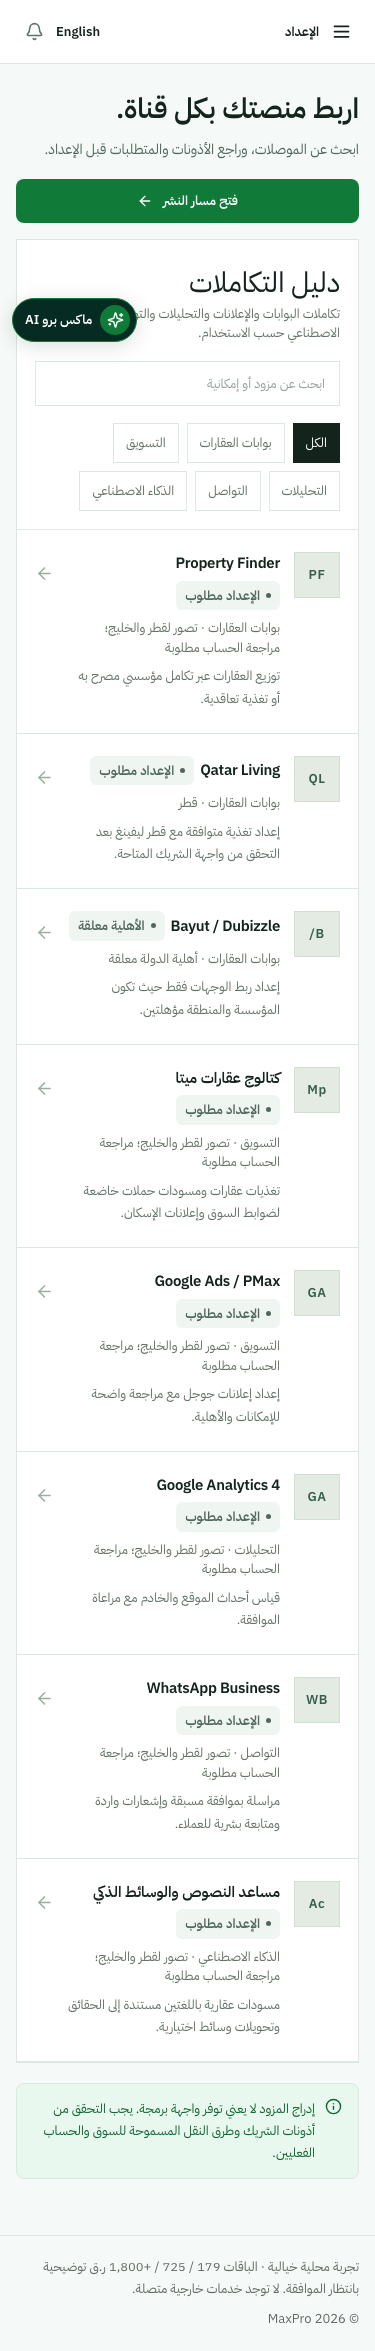 الإعداد
English
اربط منصتك بكل قناة.
ابحث عن الموصلات، وراجع الأذونات والمتطلبات قبل الإعداد.
فتح مسار النشر
دليل التكاملات
تكاملات البوابات والإعلانات والتحليلات
الاصطناعي حسب الاستخدام.
ماكس برو AI
ابحث عن مزود أو إمكانية
الكل
بوابات العقارات
التسويق
التحليلات
التواصل
الذكاء الاصطناعي
PF
Property Finder
الإعداد مطلوب
بوابات العقارات · تصور لقطر والخليج؛
مراجعة الحساب مطلوبة
توزيع العقارات عبر تكامل مؤسسي مصرح به
أو تغذية تعاقدية.
QL
Qatar Living
الإعداد مطلوب
بوابات العقارات · قطر
إعداد تغذية متوافقة مع قطر ليفينغ بعد
التحقق من واجهة الشريك المتاحة.
B/
Bayut / Dubizzle
الأهلية معلقة
بوابات العقارات · أهلية الدولة معلقة
إعداد ربط الوجهات فقط حيث تكون
المؤسسة والمنطقة مؤهلتين.
Mp
كتالوج عقارات ميتا
الإعداد مطلوب
التسويق · تصور لقطر والخليج؛ مراجعة
الحساب مطلوبة
تغذيات عقارات ومسودات حملات خاضعة
لضوابط السوق وإعلانات الإسكان.
GA
Google Ads / PMax
الإعداد مطلوب
التسويق · تصور لقطر والخليج؛ مراجعة
الحساب مطلوبة
إعداد إعلانات جوجل مع مراجعة واضحة
للإمكانات والأهلية.
GA
Google Analytics 4
الإعداد مطلوب
التحليلات · تصور لقطر والخليج؛ مراجعة
الحساب مطلوبة
قياس أحداث الموقع والخادم مع مراعاة
الموافقة.
WB
WhatsApp Business
الإعداد مطلوب
التواصل · تصور لقطر والخليج؛ مراجعة
الحساب مطلوبة
مراسلة بموافقة مسبقة وإشعارات واردة
ومتابعة بشرية للعملاء.
Ac
مساعد النصوص والوسائط الذكي
الإعداد مطلوب
الذكاء الاصطناعي · تصور لقطر والخليج؛
مراجعة الحساب مطلوبة
مسودات عقارية باللغتين مستندة إلى الحقائق
وتحويلات وسائط اختيارية.
إدراج المزود لا يعني توفر واجهة برمجة. يجب التحقق من
أذونات الشريك وطرق النقل المسموحة للسوق والحساب
الفعليين.
تجربة محلية خيالية · الباقات 179 / 725 / +1,800 ر.ق توضيحية
بانتظار الموافقة. لا توجد خدمات خارجية متصلة.
© 2026 MaxPro